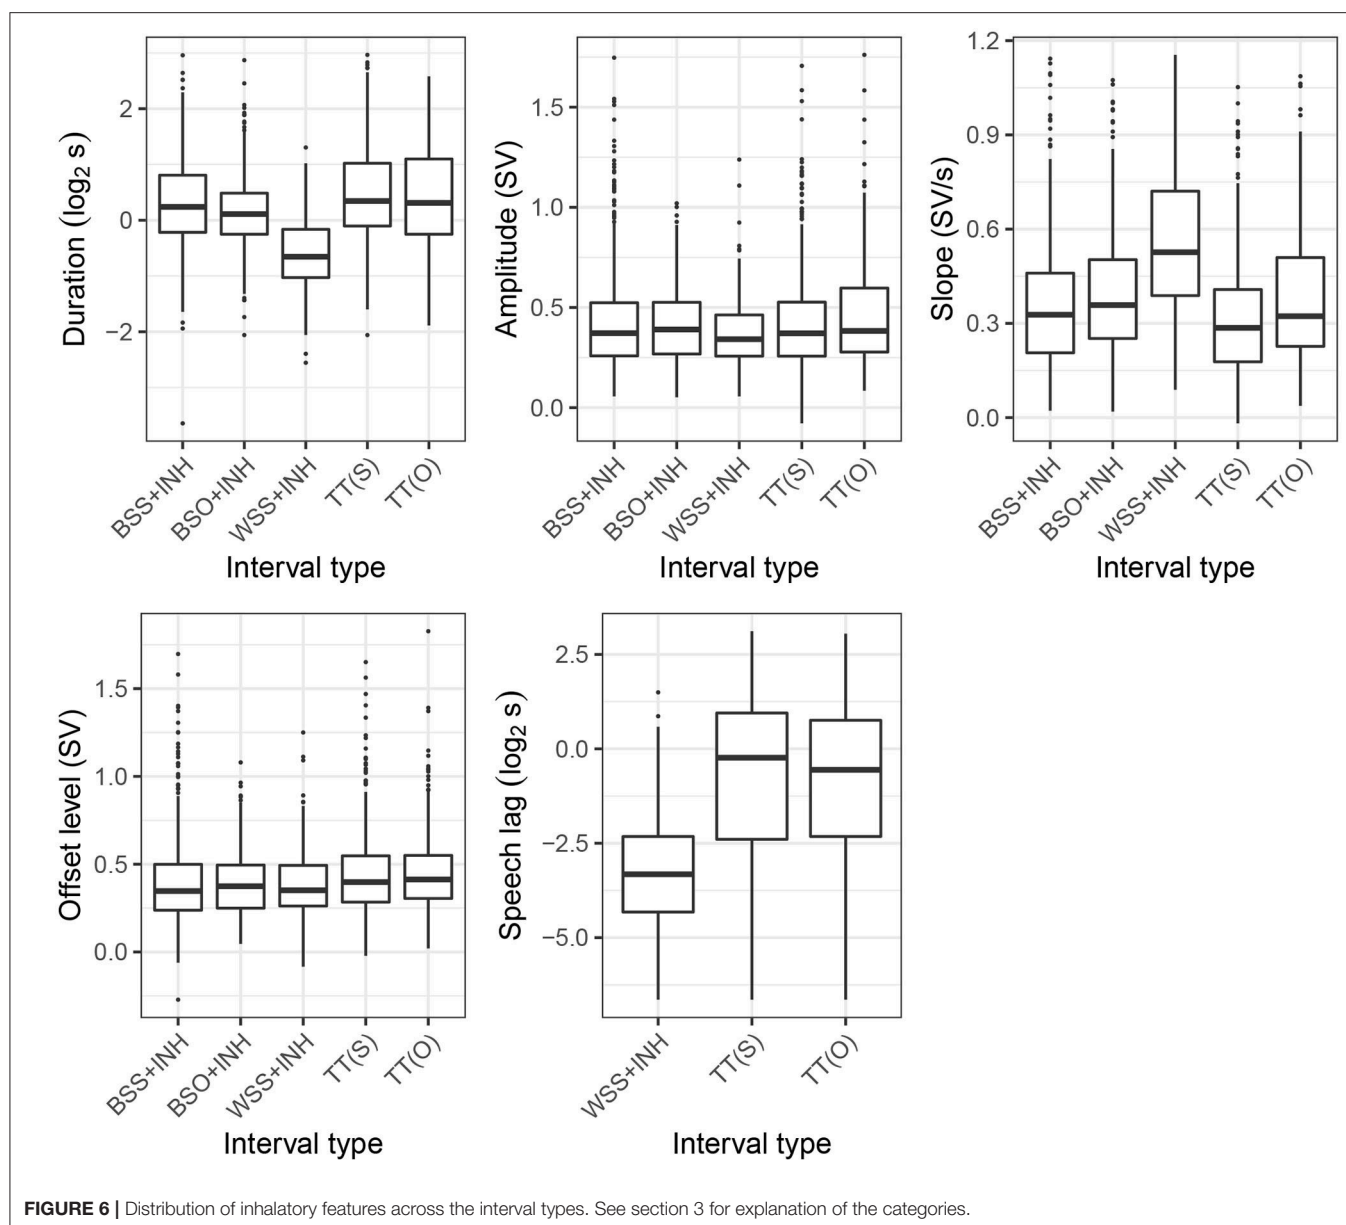 Duration (log2 s)
2
0
−2
BSS+INH
BSO+INH
WSS+INH
TT(S)
TT(O)
Interval type
Amplitude (SV)
1.5
1.0
0.5
0.0
BSS+INH
BSO+INH
WSS+INH
TT(S)
TT(O)
Interval type
Slope (SV/s)
1.2
0.9
0.6
0.3
0.0
BSS+INH
BSO+INH
WSS+INH
TT(S)
TT(O)
Interval type
Offset level (SV)
1.5
1.0
0.5
0.0
BSS+INH
BSO+INH
WSS+INH
TT(S)
TT(O)
Interval type
Speech lag (log2 s)
2.5
0.0
−2.5
−5.0
WSS+INH
TT(S)
TT(O)
Interval type
FIGURE 6 | Distribution of inhalatory features across the interval types. See section 3 for explanation of the categories.